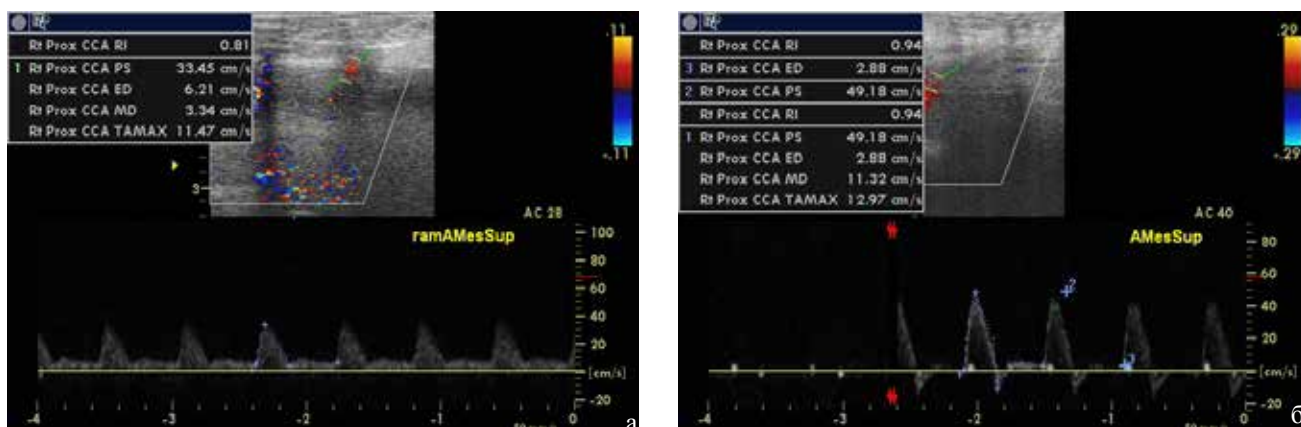 Rt Prox CCA RI 0.81
1 Rt Prox CCA PS 33.45 cm/s
Rt Prox CCA ED 6.21 cm/s
Rt Prox CCA MD 3.34 cm/s
Rt Prox CCA TAMAX 11.47 cm/s
.11
-.11
3
AC 28
ramAMesSup
100
80
60
40
20
[cm/s]
-20
-4 -3 -2 -1 0
а
Rt Prox CCA RI 0.94
3 Rt Prox CCA ED 2.88 cm/s
2 Rt Prox CCA PS 49.18 cm/s
Rt Prox CCA RI 0.94
1 Rt Prox CCA PS 49.18 cm/s
Rt Prox CCA ED 2.88 cm/s
Rt Prox CCA MD 11.32 cm/s
Rt Prox CCA TAMAX 12.97 cm/s
.29
-.29
AC 40
AMesSup
80
60
40
20
[cm/s]
-20
2
3
-4 -3 -2 -1 0
б